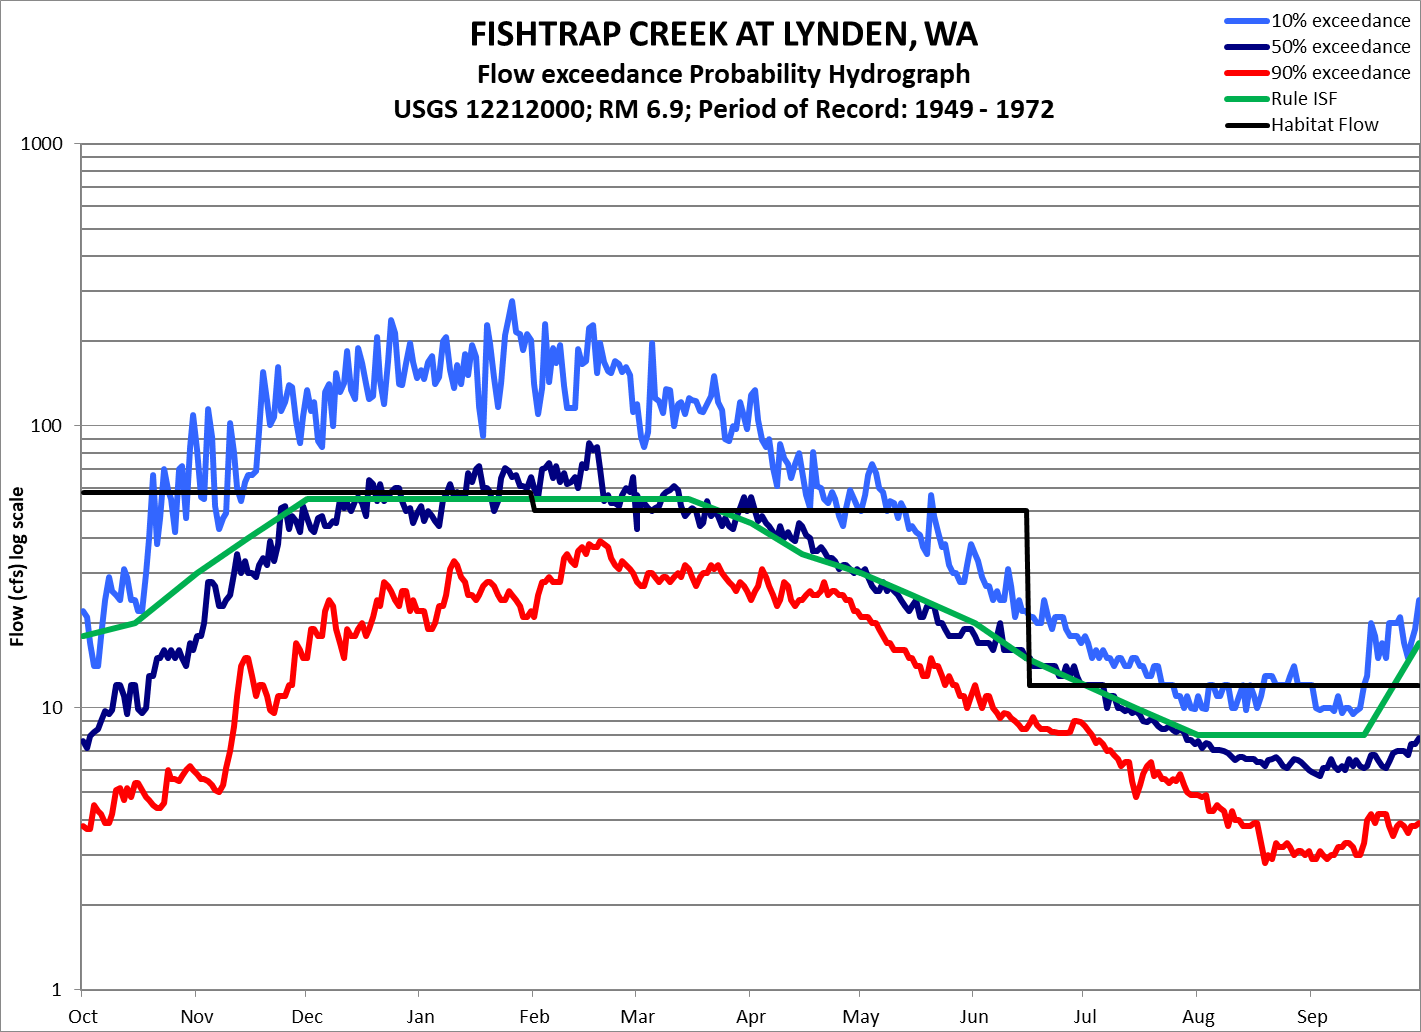 FISHTRAP CREEK AT LYNDEN, WA
Flow exceedance Probability Hydrograph
USGS 12212000; RM 6.9; Period of Record: 1949 - 1972
10% exceedance
50% exceedance
90% exceedance
Rule ISF
Habitat Flow
Flow (cfs) log scale
1000
100
10
1
Oct Nov Dec Jan Feb Mar Apr May Jun Jul Aug Sep